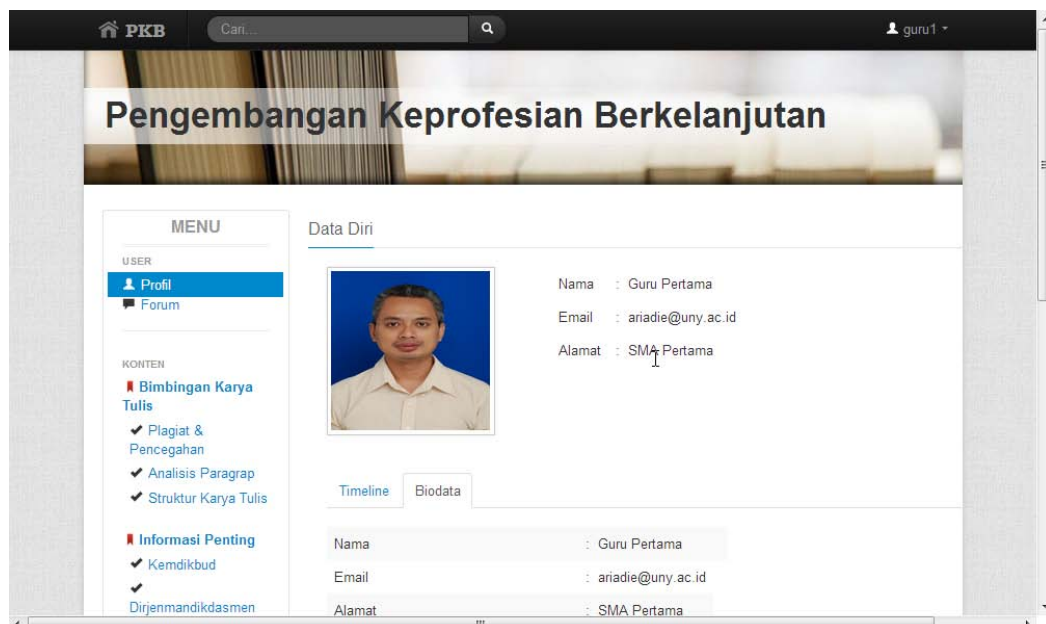 PKB
Cari...
guru1
Pengembangan Keprofesian Berkelanjutan
MENU
USER
Profil
Forum
KONTEN
Bimbingan Karya
Tulis
Plagiat &
Pencegahan
Analisis Paragrap
Struktur Karya Tulis
Informasi Penting
Kemdikbud
Dirjenmandikdasmen
Data Diri
Nama : Guru Pertama
Email : ariadie@uny.ac.id
Alamat : SMA Pertama
Timeline Biodata
Nama : Guru Pertama
Email : ariadie@uny.ac.id
Alamat : SMA Pertama